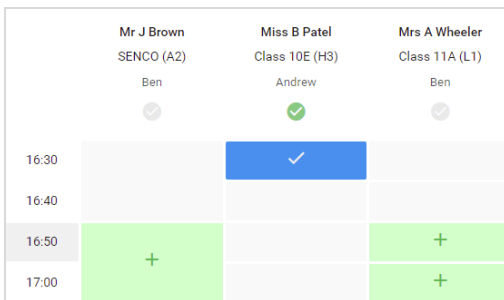 Mr J Brown Miss B Patel Mrs A Wheeler
SENCO (A2) Class 10E (H3) Class 11A (L1)
Ben Andrew Ben
16:30
16:40
16:50 + +
17:00 +